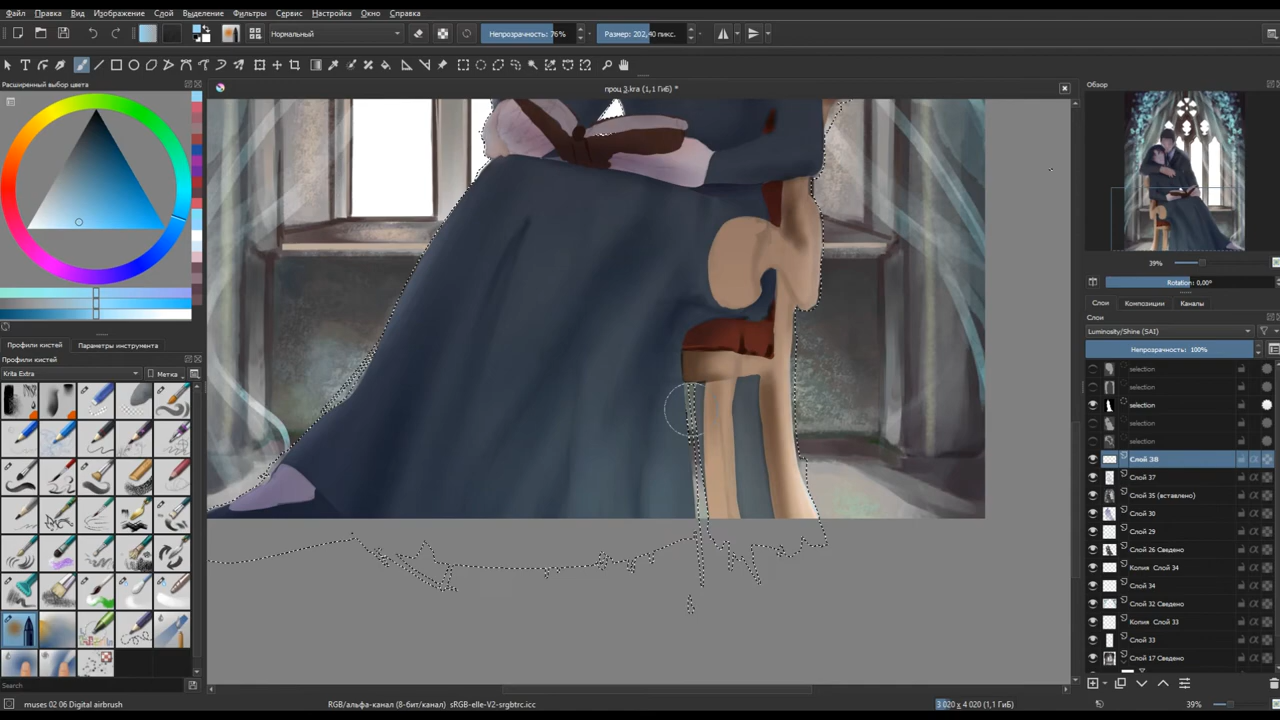 Файл Правка Вид Изображение Слой Выделение Фильтры Сервис Настройка Окно Справка
Нормальный Непрозрачность: 76% Размер: 202,40 пикс.
Расширенный выбор цвета
проц 3.kra (1,1 ГиБ) *
Обзор
39%
Rotation: 0,00°
Слои Композиции Каналы
Слои
Luminosity/Shine (SAI)
Непрозрачность: 100%
selection
selection
selection
selection
selection
Слой 38
Слой 37
Слой 35 (вставлено)
Слой 30
Слой 29
Слой 26 Сведено
Копия Слой 34
Слой 34
Слой 32 Сведено
Копия Слой 33
Слой 33
Слой 17 Сведено
Профили кистей Параметры инструмента
Профили кистей
Krita Extra Метка
Search
muses 02 06 Digital airbrush RGB/альфа-канал (8-бит/канал) sRGB-elle-V2-srgbtrc.icc 3 020 x 4 020 (1,1 ГиБ) 39%